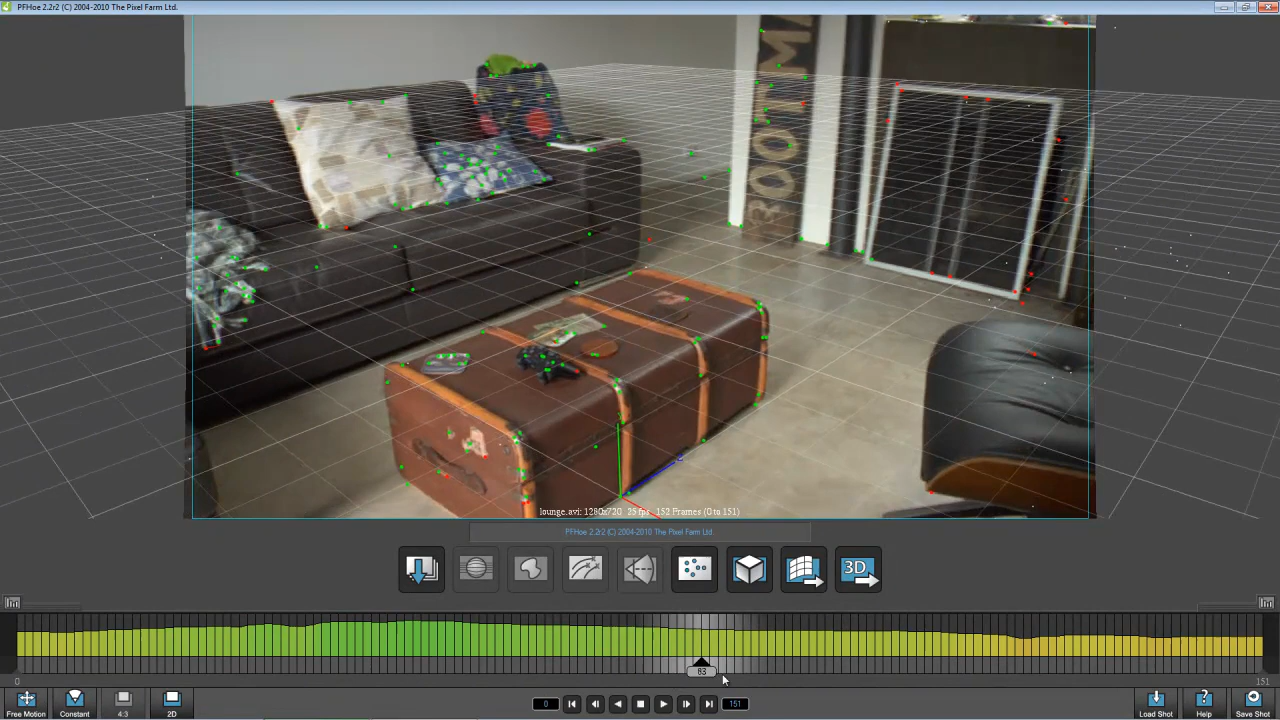 PFHoe 2.2r2 (C) 2004-2010 The Pixel Farm Ltd.
BOOTM
lounge.avi: 1280x720 25 fps 152 Frames (0 to 151)
PFHoe 2.2r2 (C) 2004-2010 The Pixel Farm Ltd
3D
83
0
151
Free Motion
Constant
4:3
2D
0
151
Load Shot
?
Help
Save Shot